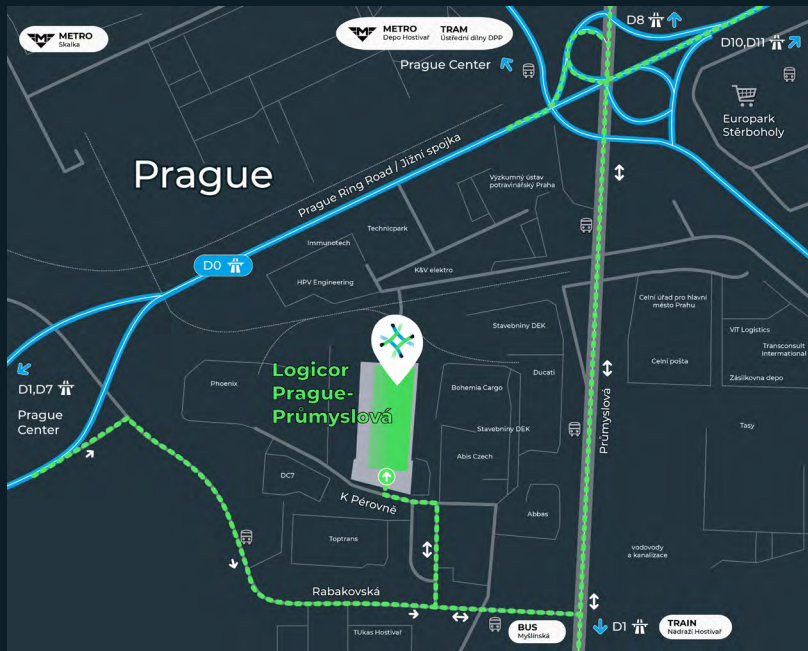 METRO
Skalka
METRO
Depo Hostivař
TRAM
Ústřední dílny DPP
D8
D10,D11
Prague Center
Europark
Stěrboholy
Prague
Prague Ring Road / Jižní spojka
Výzkumný ústav
potravinářský Praha
Technicpark
Immunotech
D0
HPV Engineering
K&V elektro
Celní úřad pro hlavní
město Prahu
Stavebniny DEK
VIT Logistics
Transconsult
International
Celní pošta
Zásilkovna depo
D1,D7
Prague
Center
Phoenix
Logicor
Prague-
Průmyslová
Ducati
Bohemia Cargo
Průmyslová
Stavebniny DEK
Tasy
Abis Czech
DC7
K Pérovně
Abbas
Toptrans
vodovody
a kanalizace
Rabakovská
TUkas Hostivař
BUS
Myšlínská
D1
TRAIN
Nádraží Hostivař